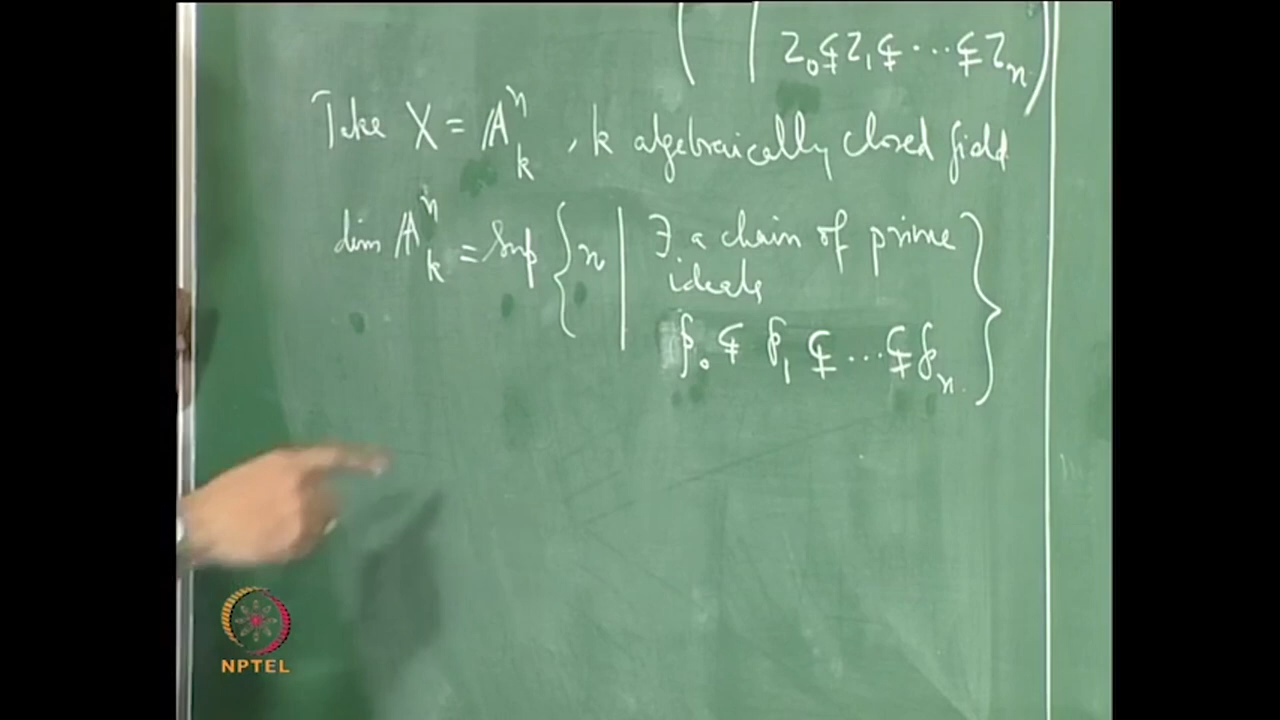 Z₀ ⊊ Z₁ ⊊ ⋯ ⊊ Zₙ
Take X = 𝔸ⁿₖ , k algebraically closed field
dim 𝔸ⁿₖ = Sup { n | ∃ a chain of prime
ideals
𝔭₀ ⊊ 𝔭₁ ⊊ ⋯ ⊊ 𝔭ₙ }
NPTEL